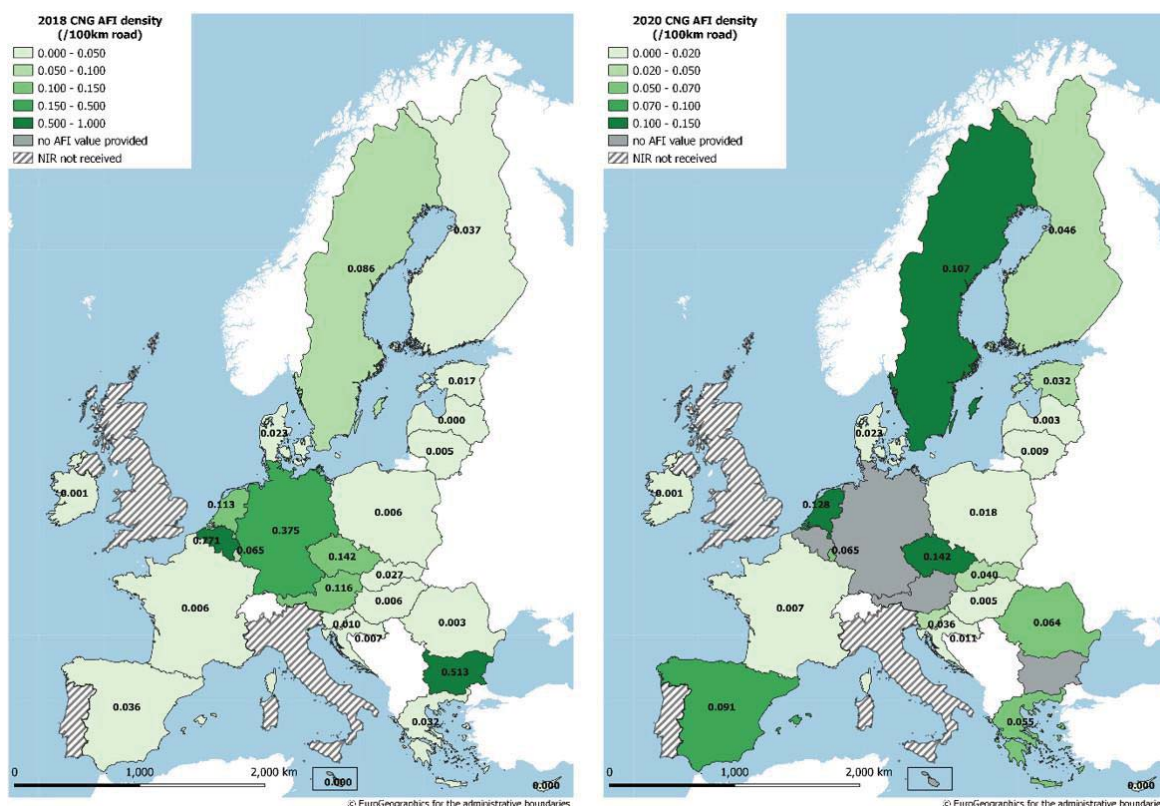 2018 CNG AFI density
(/100km road)
0.000 - 0.050
0.050 - 0.100
0.100 - 0.150
0.150 - 0.500
0.500 - 1.000
no AFI value provided
NIR not received
0.037
0.086
0.017
0.000
0.023
0.005
0.001
0.113
0.006
0.375
0.771
0.065
0.142
0.027
0.116
0.006
0.006
0.010
0.003
0.007
0.513
0.036
0.032
0 1,000 2,000 km
0.000
0.000
© EuroGeographics for the administrative boundaries
2020 CNG AFI density
(/100km road)
0.000 - 0.020
0.020 - 0.050
0.050 - 0.070
0.070 - 0.100
0.100 - 0.150
no AFI value provided
NIR not received
0.046
0.107
0.032
0.003
0.023
0.009
0.001
0.128
0.018
0.065
0.142
0.040
0.005
0.007
0.036
0.064
0.011
0.091
0.055
0 1,000 2,000 km
0.000
© EuroGeographics for the administrative boundaries